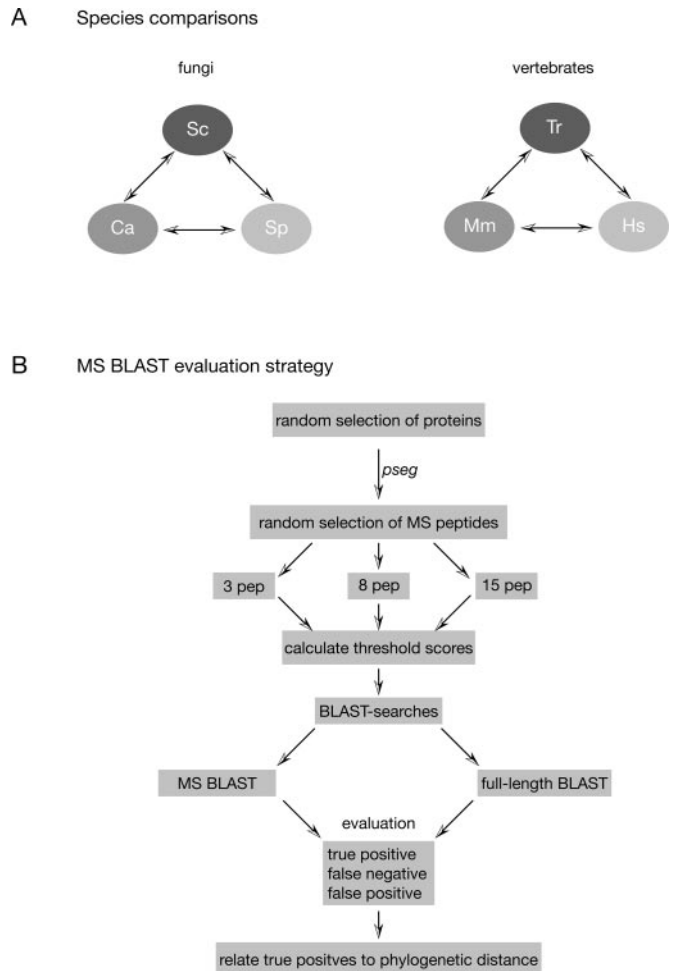 A Species comparisons
fungi vertebrates
Sc Tr
Ca Sp Mm Hs
B MS BLAST evaluation strategy
random selection of proteins
pseg
random selection of MS peptides
3 pep 8 pep 15 pep
calculate threshold scores
BLAST-searches
MS BLAST full-length BLAST
evaluation
true positive
false negative
false positive
relate true positves to phylogenetic distance